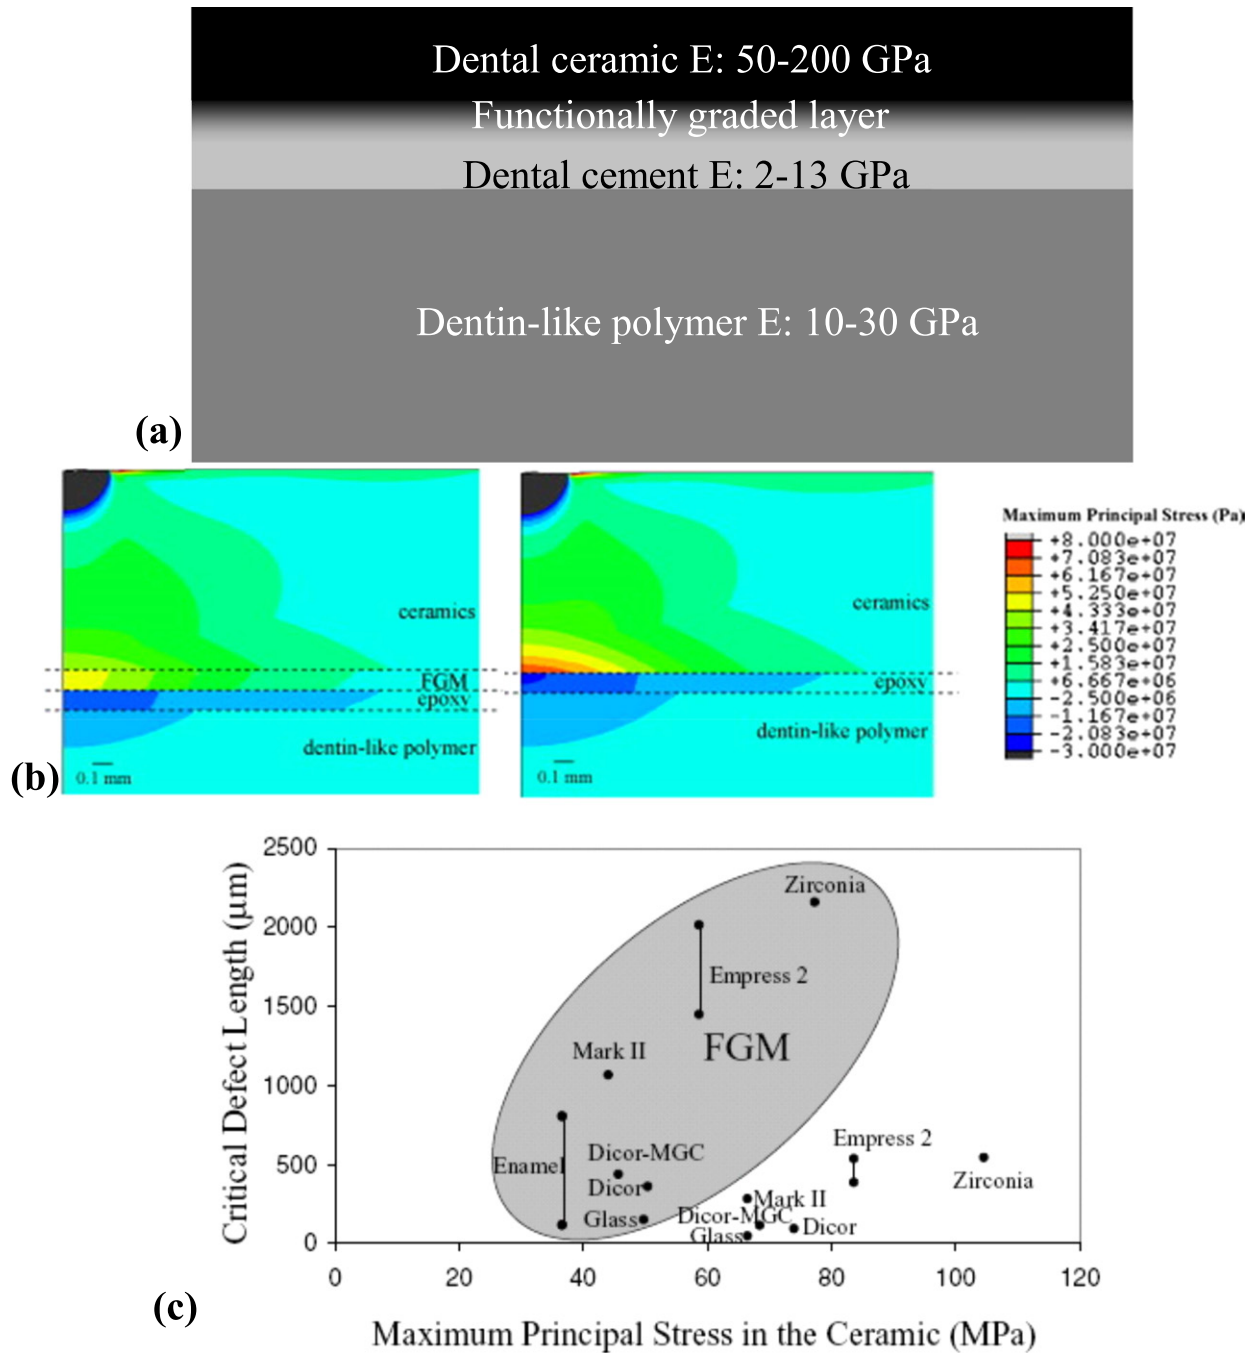 Dental ceramic E: 50-200 GPa
Functionally graded layer
Dental cement E: 2-13 GPa
Dentin-like polymer E: 10-30 GPa
(a)
ceramics
FGM
epoxy
dentin-like polymer
0.1 mm
ceramics
epoxy
dentin-like polymer
0.1 mm
Maximum Principal Stress (Pa)
+8.000e+07
+7.083e+07
+6.167e+07
+5.250e+07
+4.333e+07
+3.417e+07
+2.500e+07
+1.583e+07
+6.667e+06
-2.500e+06
-1.167e+07
-2.083e+07
-3.000e+07
(b)
Critical Defect Length (μm)
2500
2000
1500
1000
500
0
Zirconia
Empress 2
FGM
Mark II
Enamel
Dicor-MGC
Dicor
Glass
Empress 2
Zirconia
Mark II
Dicor-MGC
Dicor
Glass
0 20 40 60 80 100 120
(c)
Maximum Principal Stress in the Ceramic (MPa)